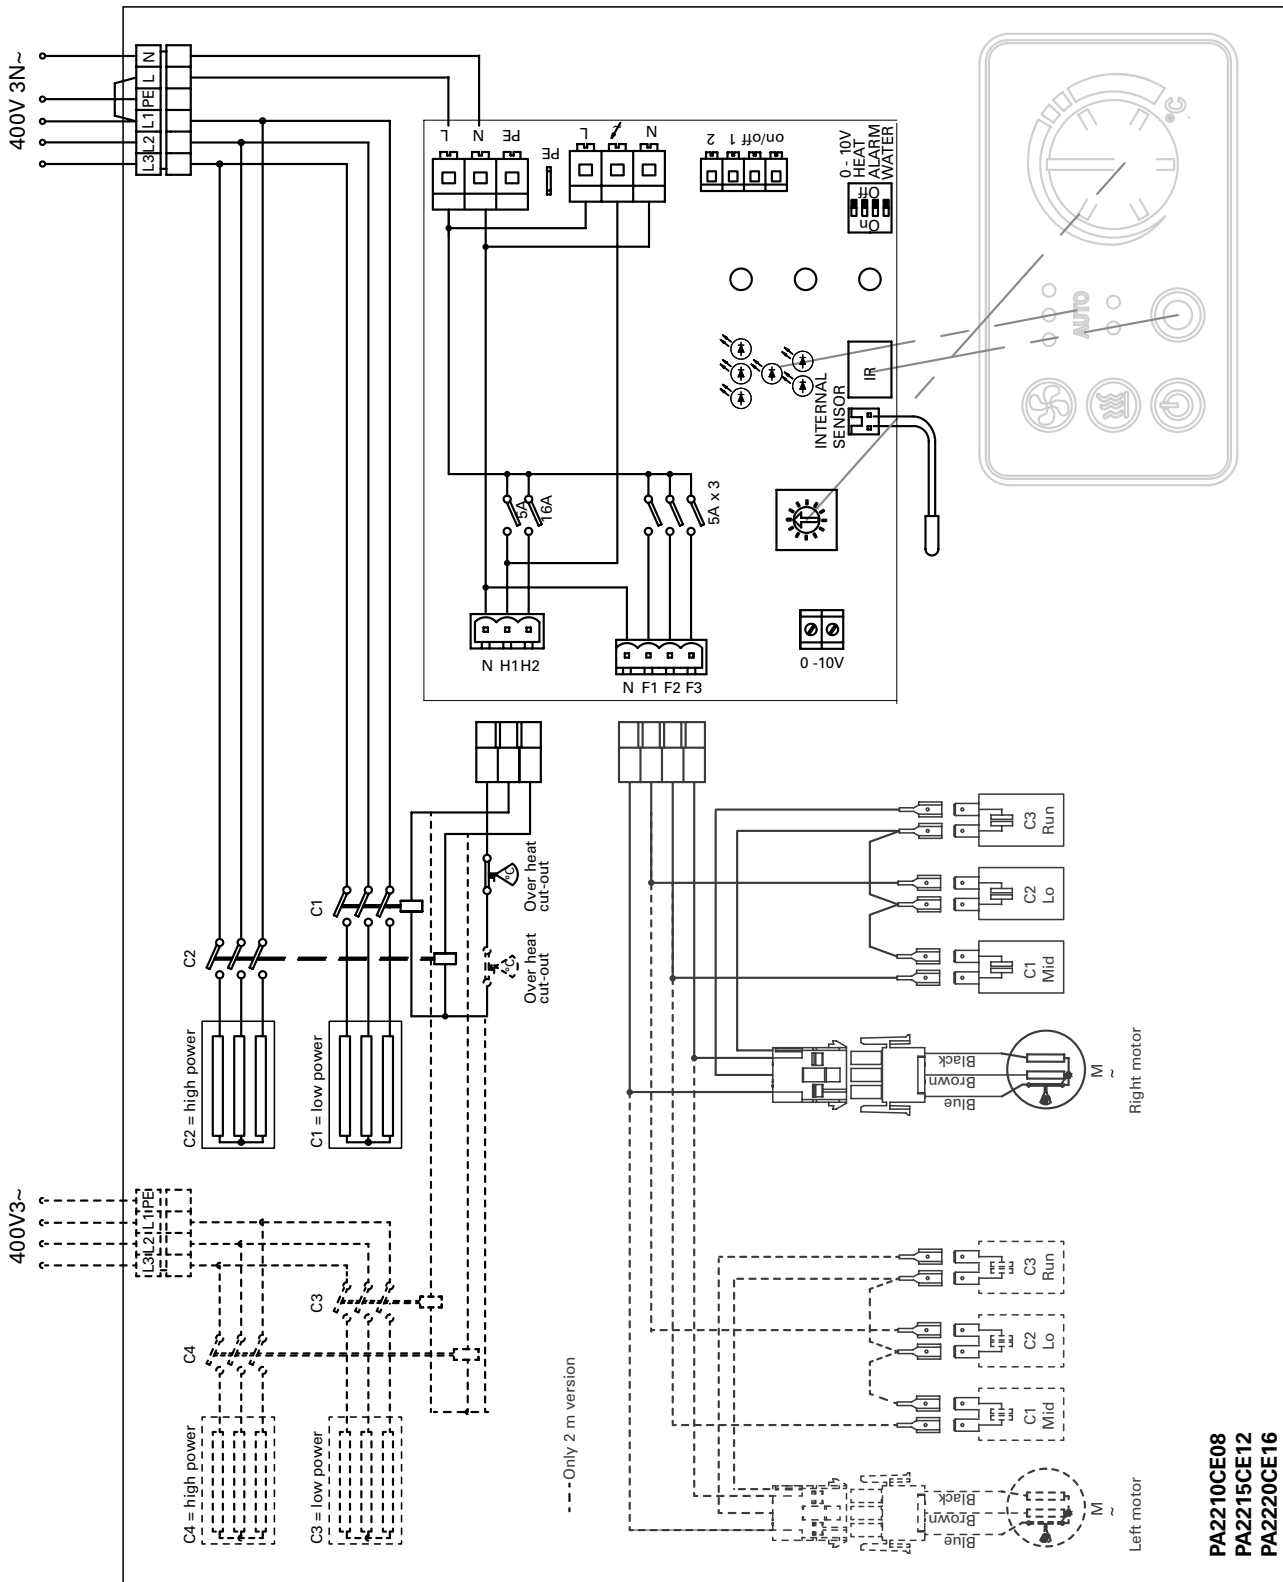 400V 3N~
N
L
PE
L1
L2
L3
L
N
PE
PE
L
N
2
1
on/off
0 - 10V
HEAT
ALARM
WATER
Off
On
°C
AUTO
IR
INTERNAL
SENSOR
5A
16A
5A x 3
N H1 H2
N F1 F2 F3
0 -10V
C1
C2
°C
Over heat
cut-out
°C
Over heat
cut-out
C2 = high power
C1 = low power
C3
Run
C2
Lo
C1
Mid
Black
Brown
Blue
M
~
Right motor
400V3~
PE
L1
L2
L3
C3
C4
C4 = high power
C3 = low power
Only 2 m version
C3
Run
C2
Lo
C1
Mid
Black
Brown
Blue
M
~
Left motor
PA2210CE08
PA2215CE12
PA2220CE16